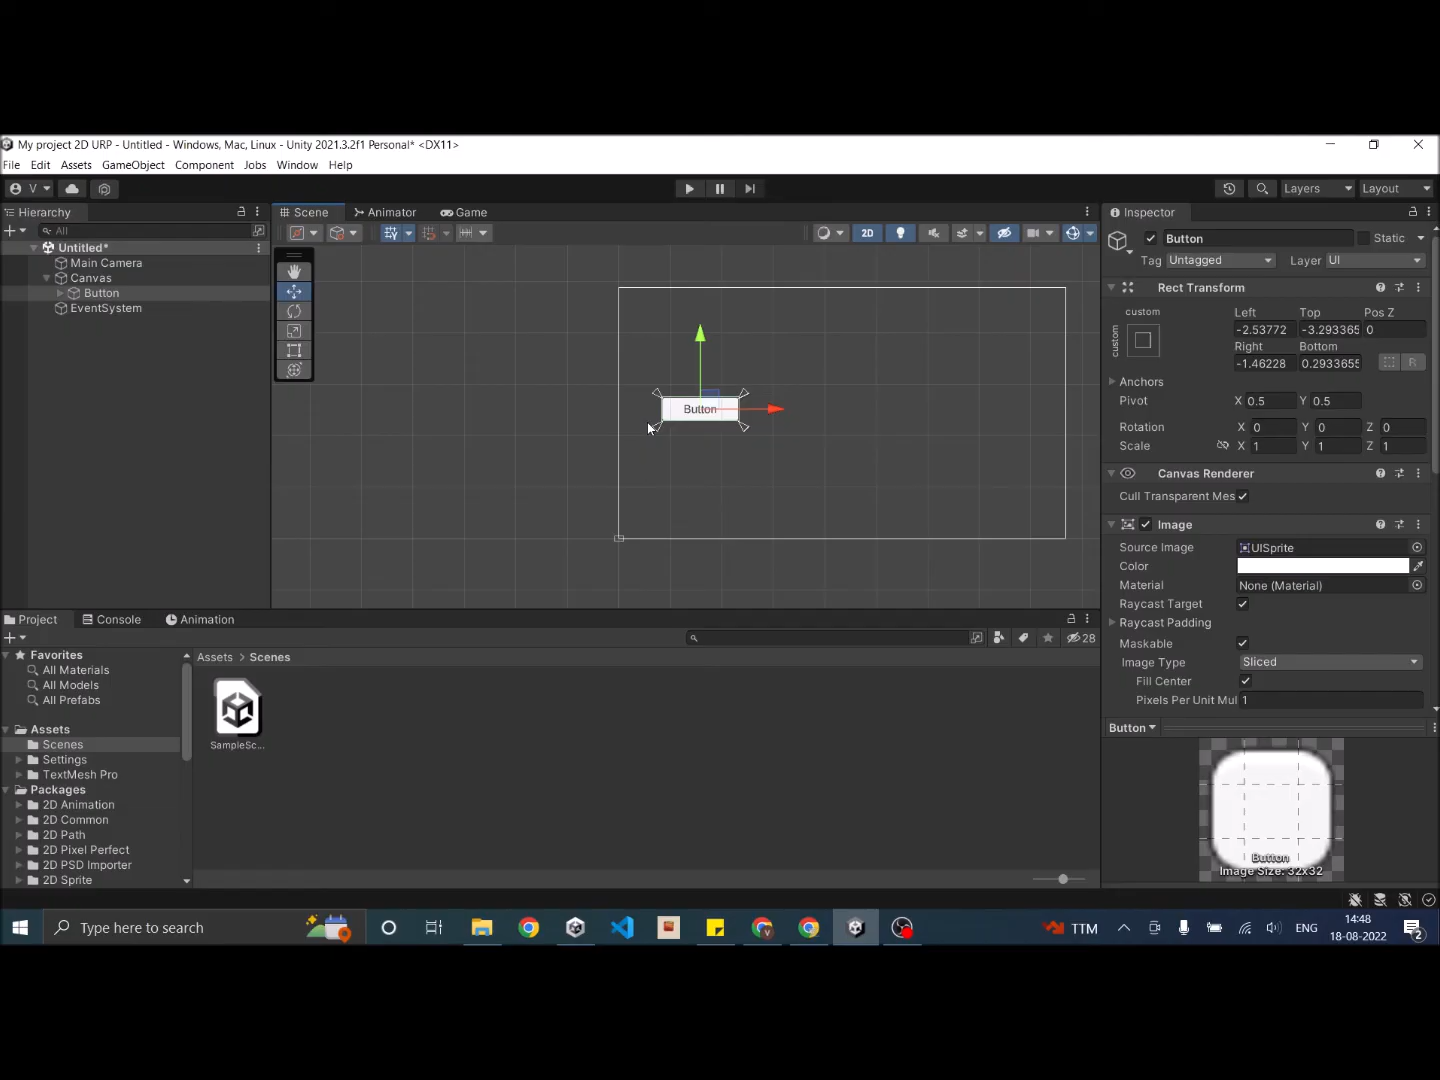 My project 2D URP - Untitled - Windows, Mac, Linux - Unity 2021.3.2f1 Personal* <DX11>
File Edit Assets GameObject Component Jobs Window Help
V
Layers
Layout
Hierarchy
All
Untitled*
Main Camera
Canvas
Button
EventSystem
Scene
Animator
Game
2D
Button
Inspector
Button
Static
Tag Untagged
Layer UI
Rect Transform
custom
custom
Left Top Pos Z
-2.53772 -3.293365 0
Right Bottom
-1.46228 0.2933655
R
Anchors
Pivot X 0.5 Y 0.5
Rotation X 0 Y 0 Z 0
Scale X 1 Y 1 Z 1
Canvas Renderer
Cull Transparent Mes
Image
Source Image UISprite
Color
Material None (Material)
Raycast Target
Raycast Padding
Maskable
Image Type Sliced
Fill Center
Pixels Per Unit Mul 1
Button
Button
Image Size: 32x32
Project
Console
Animation
28
Favorites
All Materials
All Models
All Prefabs
Assets
Scenes
Settings
TextMesh Pro
Packages
2D Animation
2D Common
2D Path
2D Pixel Perfect
2D PSD Importer
2D Sprite
Assets > Scenes
SampleSc...
Type here to search
V
TTM
ENG
14:48
18-08-2022
2